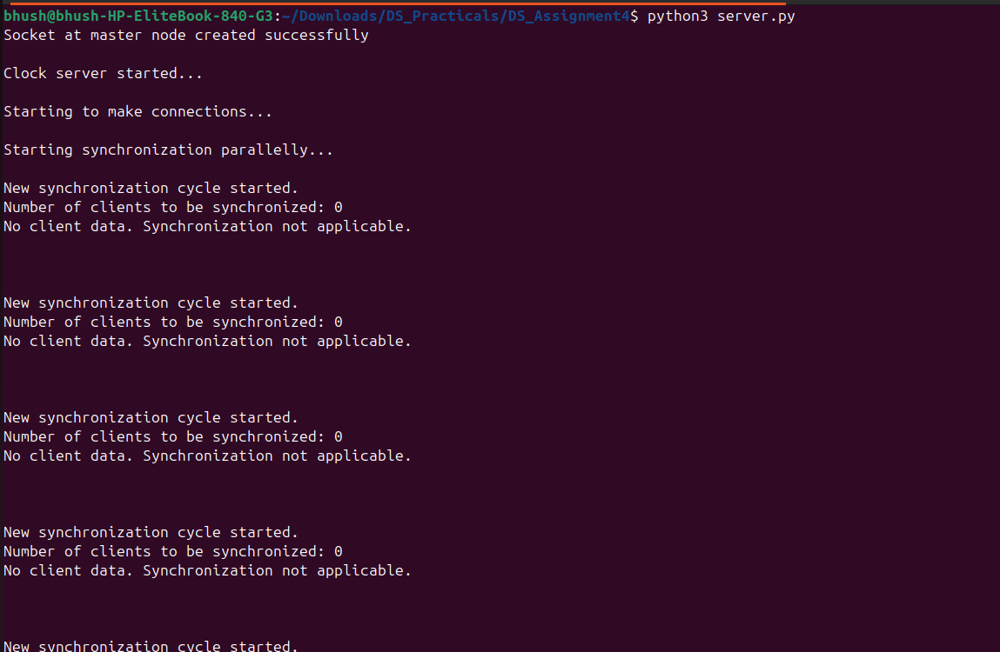 bhush@bhush-HP-EliteBook-840-G3:~/Downloads/DS_Practicals/DS_Assignment4$ python3 server.py
Socket at master node created successfully
Clock server started...
Starting to make connections...
Starting synchronization parallelly...
New synchronization cycle started.
Number of clients to be synchronized: 0
No client data. Synchronization not applicable.
New synchronization cycle started.
Number of clients to be synchronized: 0
No client data. Synchronization not applicable.
New synchronization cycle started.
Number of clients to be synchronized: 0
No client data. Synchronization not applicable.
New synchronization cycle started.
Number of clients to be synchronized: 0
No client data. Synchronization not applicable.
New synchronization cycle started.